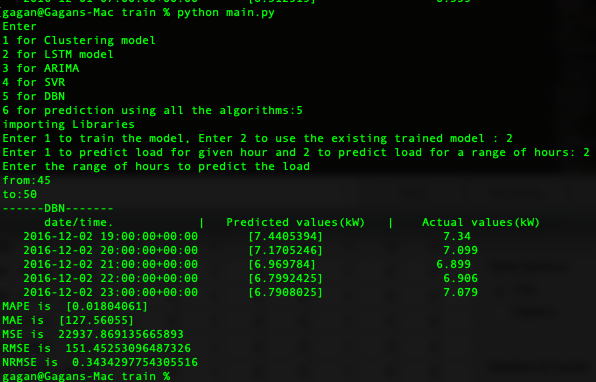 gagan@Gagans-Mac train % python main.py
Enter
1 for Clustering model
2 for LSTM model
3 for ARIMA
4 for SVR
5 for DBN
6 for prediction using all the algorithms:5
importing Libraries
Enter 1 to train the model, Enter 2 to use the existing trained model : 2
Enter 1 to predict load for given hour and 2 to predict load for a range of hours: 2
Enter the range of hours to predict the load
from:45
to:50
------DBN-------
date/time. | Predicted values(kW) | Actual values(kW)
2016-12-02 19:00:00+00:00 [7.4405394] 7.34
2016-12-02 20:00:00+00:00 [7.1705246] 7.099
2016-12-02 21:00:00+00:00 [6.969784] 6.899
2016-12-02 22:00:00+00:00 [6.7992425] 6.906
2016-12-02 23:00:00+00:00 [6.7908025] 7.079
MAPE is [0.01804061]
MAE is [127.56055]
MSE is 22937.869135665893
RMSE is 151.45253096487326
NRMSE is 0.3434297754305516
gagan@Gagans-Mac train %